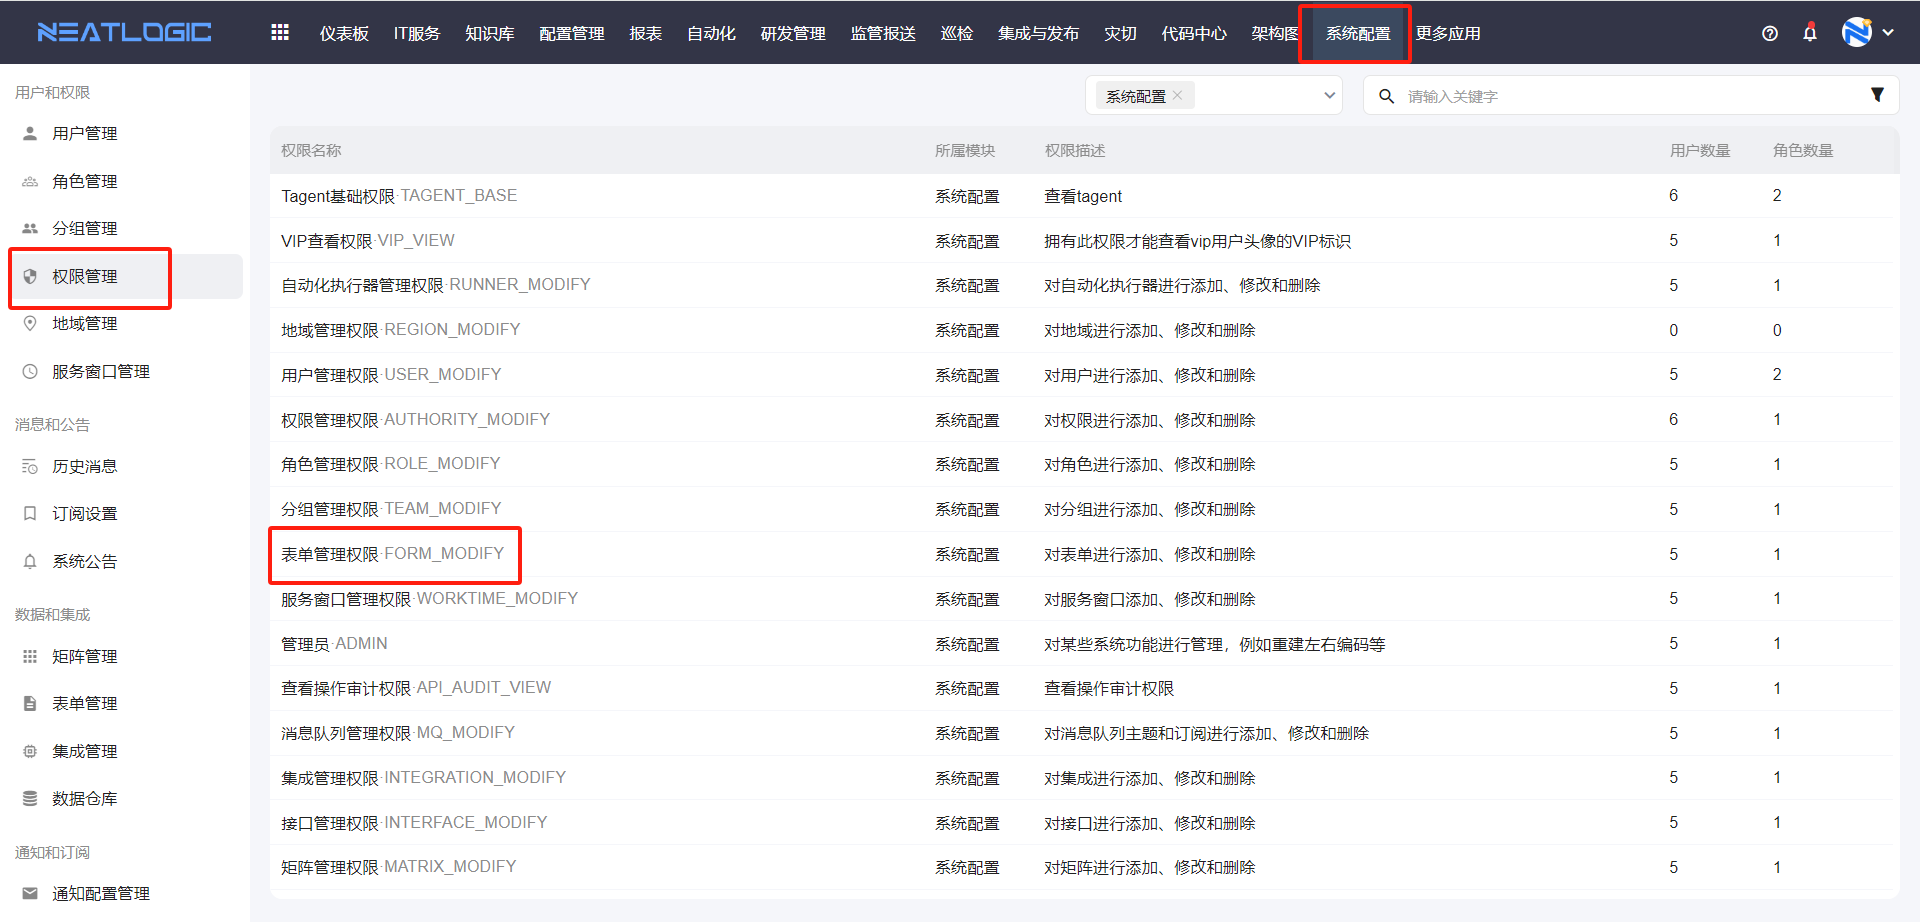 NEATLOGIC
仪表板 IT服务 知识库 配置管理 报表 自动化 研发管理 监管报送 巡检 集成与发布 灾切 代码中心 架构图 系统配置 更多应用
用户和权限
用户管理
角色管理
分组管理
权限管理
地域管理
服务窗口管理
消息和公告
历史消息
订阅设置
系统公告
数据和集成
矩阵管理
表单管理
集成管理
数据仓库
通知和订阅
通知配置管理
系统配置 请输入关键字
权限名称 所属模块 权限描述 用户数量 角色数量
Tagent基础权限·TAGENT_BASE 系统配置 查看tagent 6 2
VIP查看权限·VIP_VIEW 系统配置 拥有此权限才能查看vip用户头像的VIP标识 5 1
自动化执行器管理权限·RUNNER_MODIFY 系统配置 对自动化执行器进行添加、修改和删除 5 1
地域管理权限·REGION_MODIFY 系统配置 对地域进行添加、修改和删除 0 0
用户管理权限·USER_MODIFY 系统配置 对用户进行添加、修改和删除 5 2
权限管理权限·AUTHORITY_MODIFY 系统配置 对权限进行添加、修改和删除 6 1
角色管理权限·ROLE_MODIFY 系统配置 对角色进行添加、修改和删除 5 1
分组管理权限·TEAM_MODIFY 系统配置 对分组进行添加、修改和删除 5 1
表单管理权限·FORM_MODIFY 系统配置 对表单进行添加、修改和删除 5 1
服务窗口管理权限·WORKTIME_MODIFY 系统配置 对服务窗口添加、修改和删除 5 1
管理员·ADMIN 系统配置 对某些系统功能进行管理，例如重建左右编码等 5 1
查看操作审计权限·API_AUDIT_VIEW 系统配置 查看操作审计权限 5 1
消息队列管理权限·MQ_MODIFY 系统配置 对消息队列主题和订阅进行添加、修改和删除 5 1
集成管理权限·INTEGRATION_MODIFY 系统配置 对集成进行添加、修改和删除 5 1
接口管理权限·INTERFACE_MODIFY 系统配置 对接口进行添加、修改和删除 5 1
矩阵管理权限·MATRIX_MODIFY 系统配置 对矩阵进行添加、修改和删除 5 1